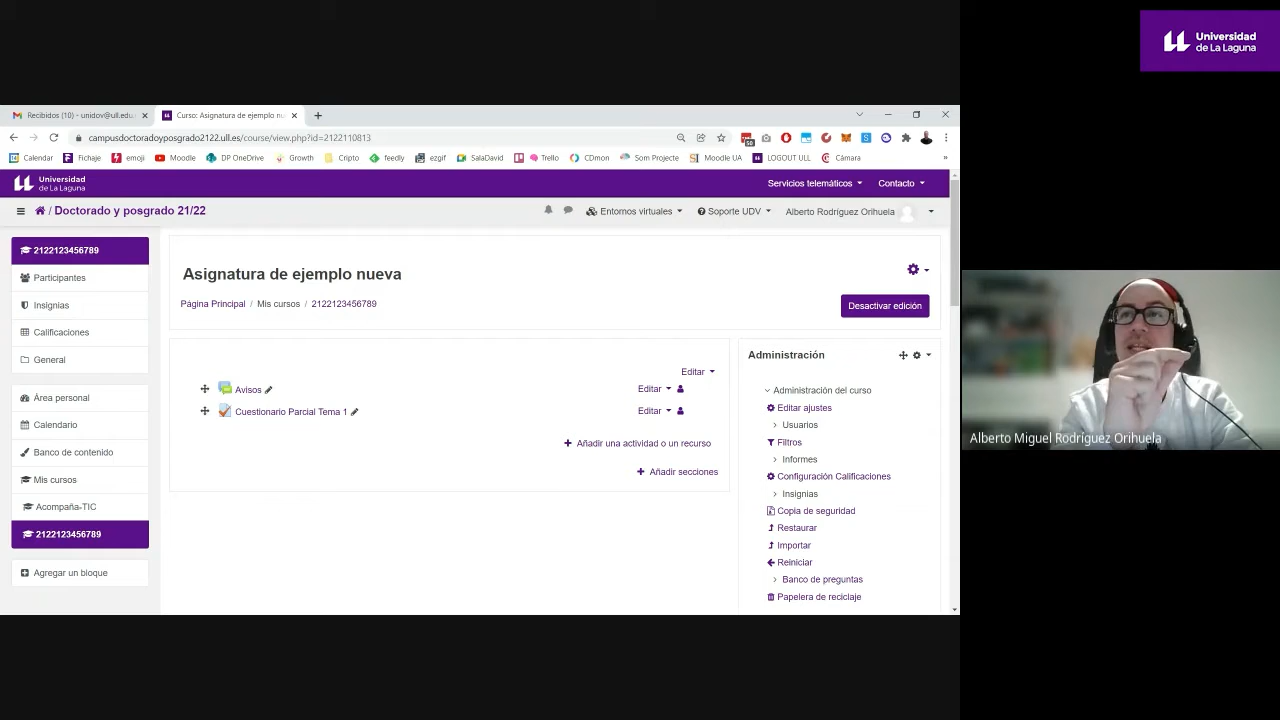 Universidad
de La Laguna
Recibidos (10) - unidov@ull.edu
Curso: Asignatura de ejemplo nu
campusdoctoradoyposgrado2122.ull.es/course/view.php?id=2122110813
50
Calendar
Fichaje
emoji
Moodle
DP OneDrive
Growth
Cripto
feedly
ezgif
SalaDavid
Trello
CDmon
Som Projecte
Moodle UA
LOGOUT ULL
Cámara
»
Universidad
de La Laguna
Servicios telemáticos
Contacto
/ Doctorado y posgrado 21/22
Entornos virtuales
Soporte UDV
Alberto Rodríguez Orihuela
2122123456789
Participantes
Insignias
Calificaciones
General
Área personal
Calendario
Banco de contenido
Mis cursos
Acompaña-TIC
2122123456789
Agregar un bloque
Asignatura de ejemplo nueva
Página Principal / Mis cursos / 2122123456789
Desactivar edición
Editar
Avisos
Editar
Cuestionario Parcial Tema 1
Editar
Añadir una actividad o un recurso
Añadir secciones
Administración
Administración del curso
Editar ajustes
Usuarios
Filtros
Informes
Configuración Calificaciones
Insignias
Copia de seguridad
Restaurar
Importar
Reiniciar
Banco de preguntas
Papelera de reciclaje
Alberto Miguel Rodríguez Orihuela